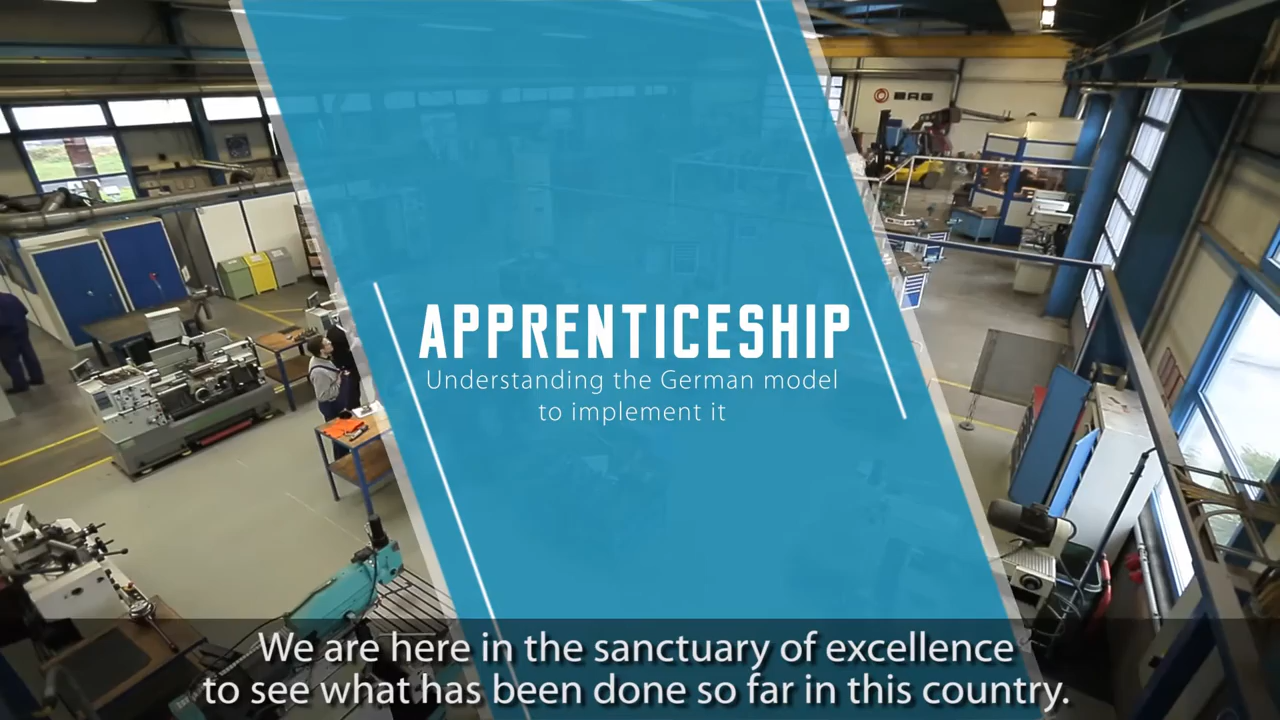 BAG
APPRENTICESHIP
Understanding the German model
to implement it
We are here in the sanctuary of excellence
to see what has been done so far in this country.